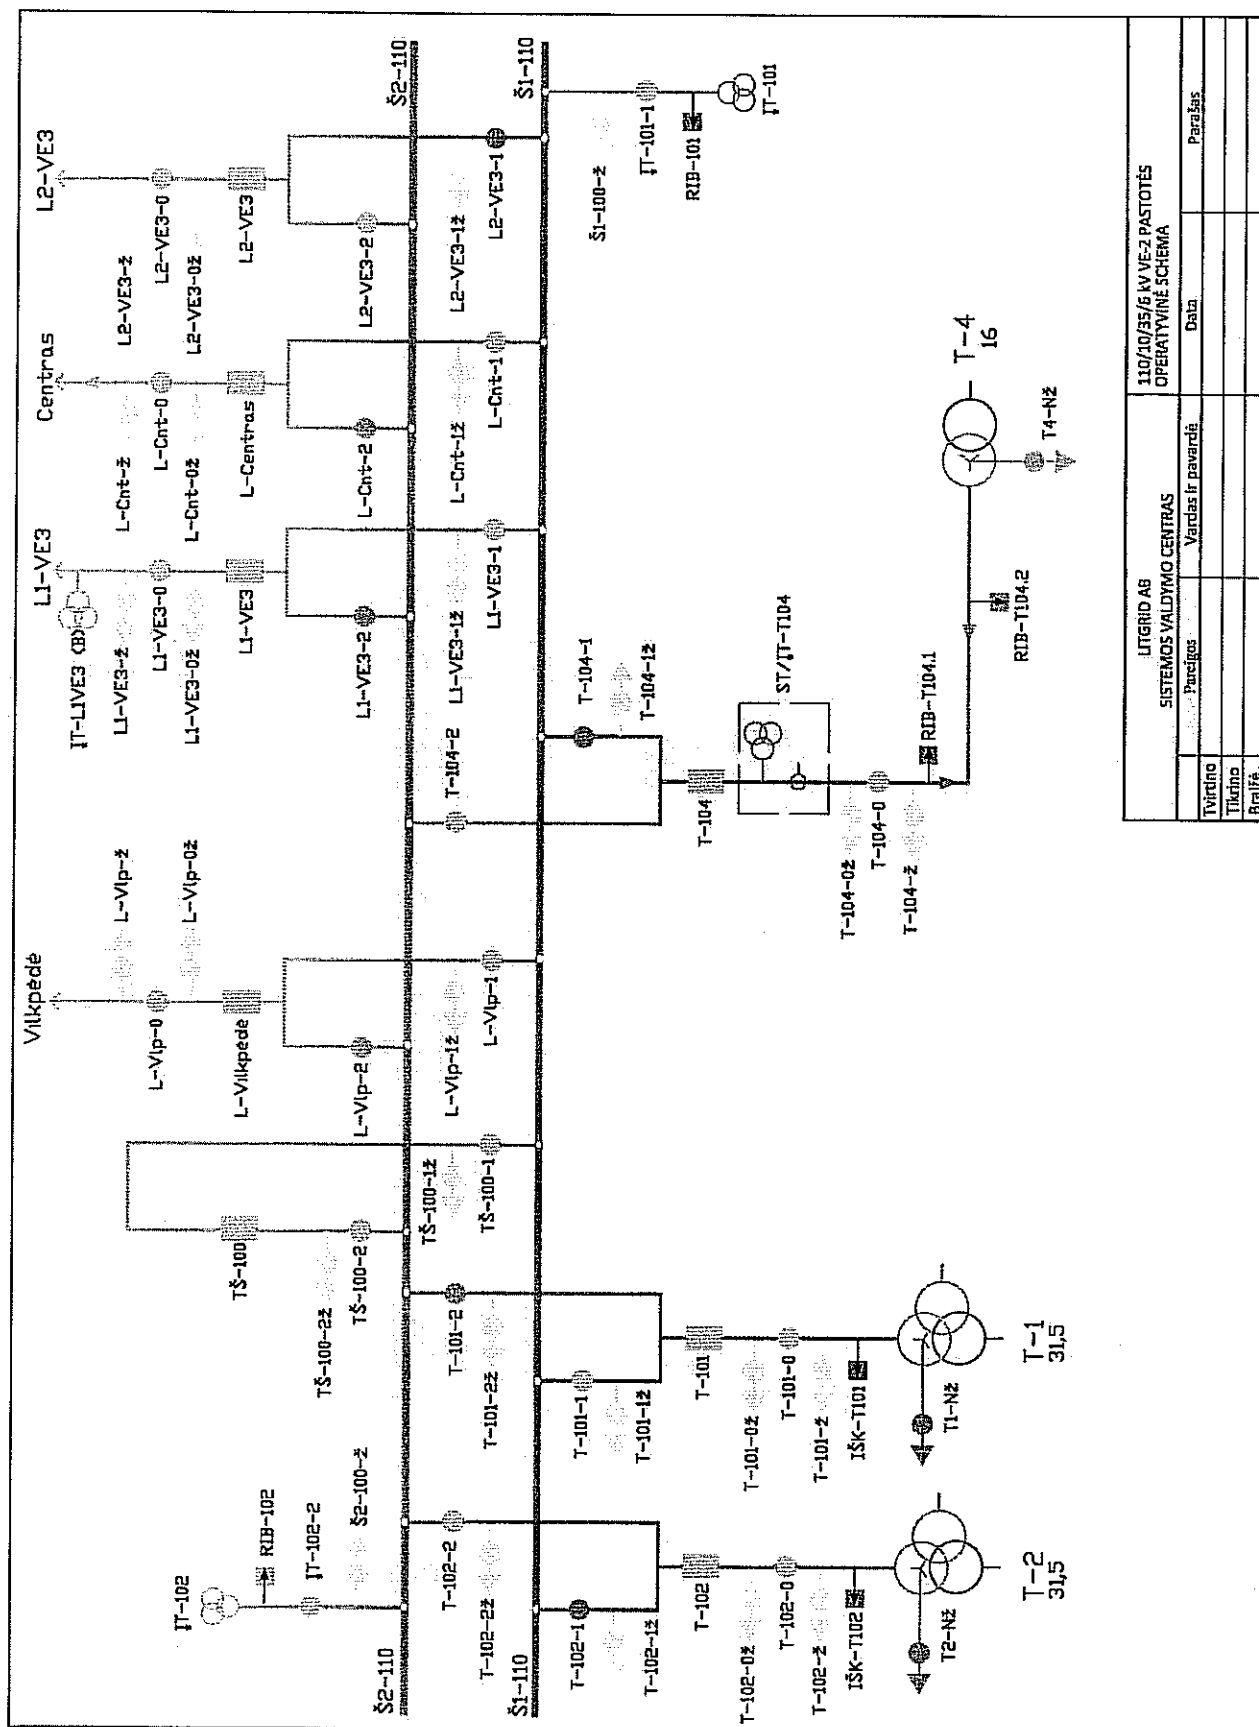 Vilkpėdė
L1-VE3
Centras
L2-VE3
ĮT-L1VE3 (B)
L-Vlp-ž
L1-VE3-ž
L-Cnt-ž
L2-VE3-ž
L-Vlp-0
L1-VE3-0
L-Cnt-0
L2-VE3-0
L-Vlp-0ž
L1-VE3-0ž
L-Cnt-0ž
L2-VE3-0ž
ĮT-102
RIB-102
ĮT-102-2
Š2-100-ž
TŠ-100
TŠ-100-2ž
TŠ-100-2
L-Vilkpėdė
L1-VE3
L-Centras
L2-VE3
L-Vlp-2
L1-VE3-2
L-Cnt-2
L2-VE3-2
Š2-110
Š2-110
T-102-2
T-102-2ž
T-101-2
T-101-2ž
TŠ-100-1ž
TŠ-100-1
L-Vlp-1ž
L-Vlp-1
T-104-2
L1-VE3-1ž
L1-VE3-1
L-Cnt-1ž
L-Cnt-1
L2-VE3-1ž
L2-VE3-1
Š1-110
Š1-110
T-102-1
T-102-1ž
T-101-1
T-101-1ž
T-104-1
T-104-1ž
Š1-100-ž
ĮT-101-1
RIB-101
ĮT-101
T-102
T-101
T-104
ST/ĮT-T104
T-102-0ž
T-102-0
T-102-ž
IŠK-T102
T-101-0ž
T-101-0
T-101-ž
IŠK-T101
T-104-0ž
T-104-0
T-104-ž
RIB-T104.1
RIB-T104.2
T2-Nž
T1-Nž
T4-Nž
T-2
31,5
T-1
31,5
T-4
16
LITGRID AB
SISTEMOS VALDYMO CENTRAS
110/10/35/6 kV VE-2 PASTOTĖS
OPERATYVINĖ SCHEMA
Pareigos
Vardas ir pavardė
Data
Parašas
Tvirtino
Tikrino
Braižė